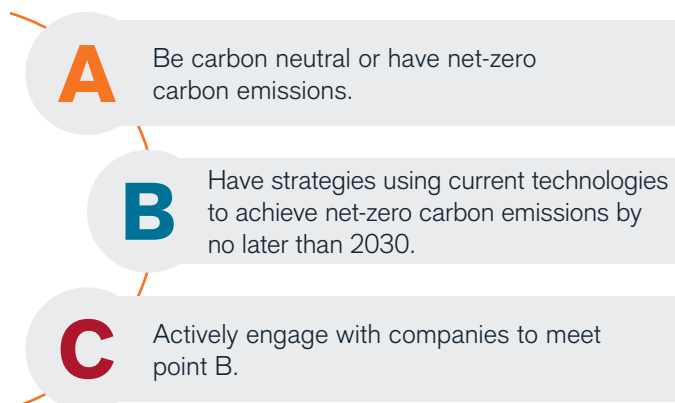 A
Be carbon neutral or have net-zero
carbon emissions.
B
Have strategies using current technologies
to achieve net-zero carbon emissions by
no later than 2030.
C
Actively engage with companies to meet
point B.